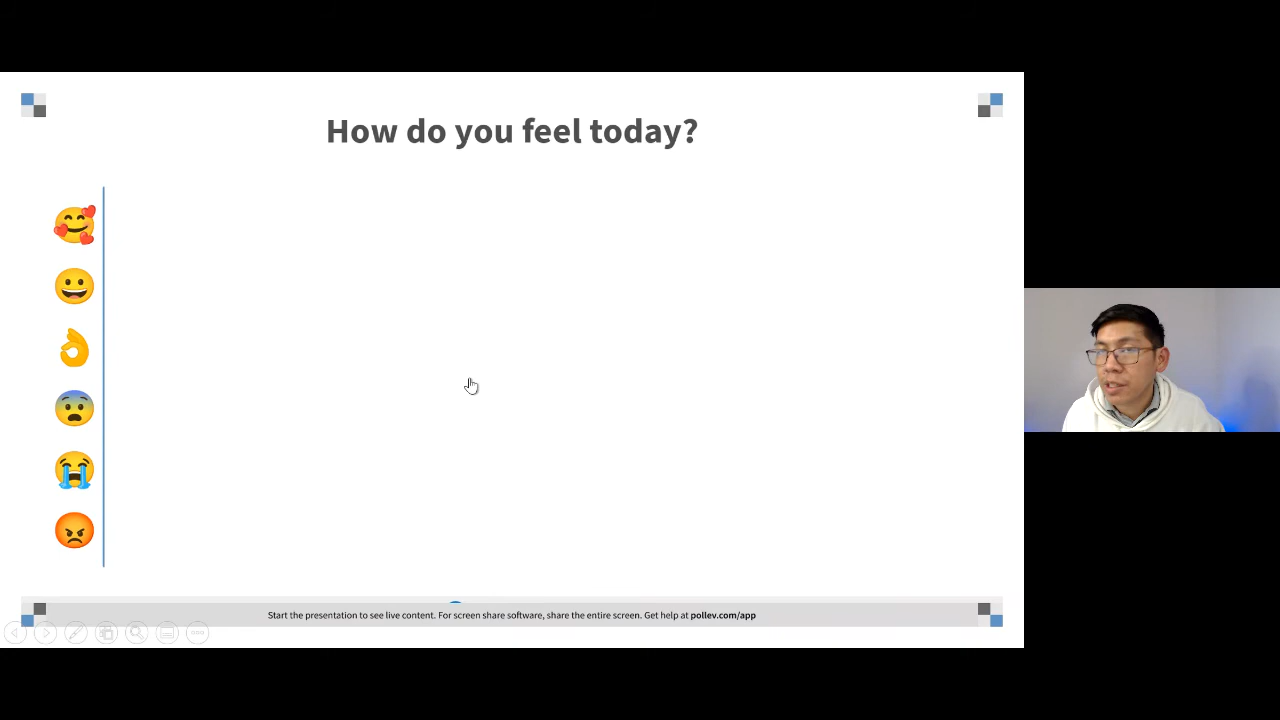 How do you feel today?
Start the presentation to see live content. For screen share software, share the entire screen. Get help at pollev.com/app